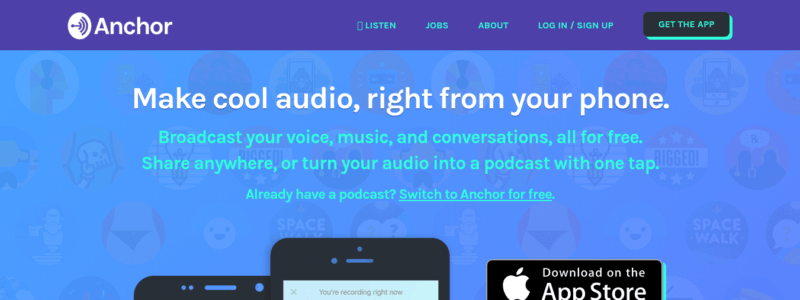 Anchor
LISTEN
JOBS
ABOUT
LOG IN / SIGN UP
GET THE APP
Make cool audio, right from your phone.
Broadcast your voice, music, and conversations, all for free.
Share anywhere, or turn your audio into a podcast with one tap.
Already have a podcast? Switch to Anchor for free.
SPACE
WALK
SPACE
WALK
You're recording right now
Download on the
App Store